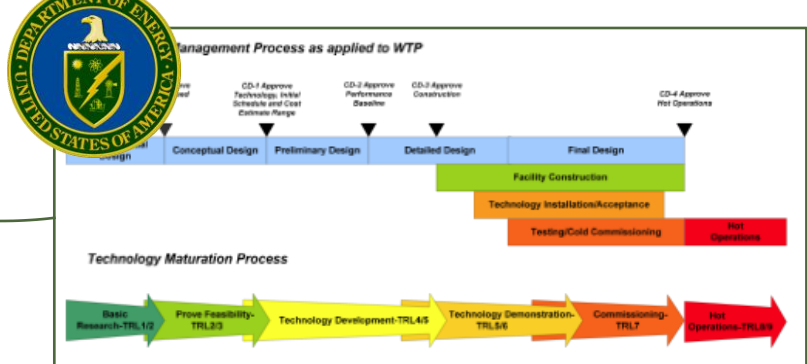 DEPARTMENT OF ENERGY
UNITED STATES OF AMERICA
Management Process as applied to WTP
CD-1 Approve
Technology, Initial
Schedule and Cost
Estimate Range
CD-2 Approve
Performance
Baseline
CD-3 Approve
Construction
CD-4 Approve
Hot Operations
Design
Conceptual Design
Preliminary Design
Detailed Design
Final Design
Facility Construction
Technology Installation/Acceptance
Testing/Cold Commissioning
Hot
Operations
Technology Maturation Process
Basic
Research-TRL1/2
Prove Feasibility-
TRL2/3
Technology Development-TRL4/5
Technology Demonstration-
TRL5/6
Commissioning-
TRL7
Hot
Operations-TRL8/9